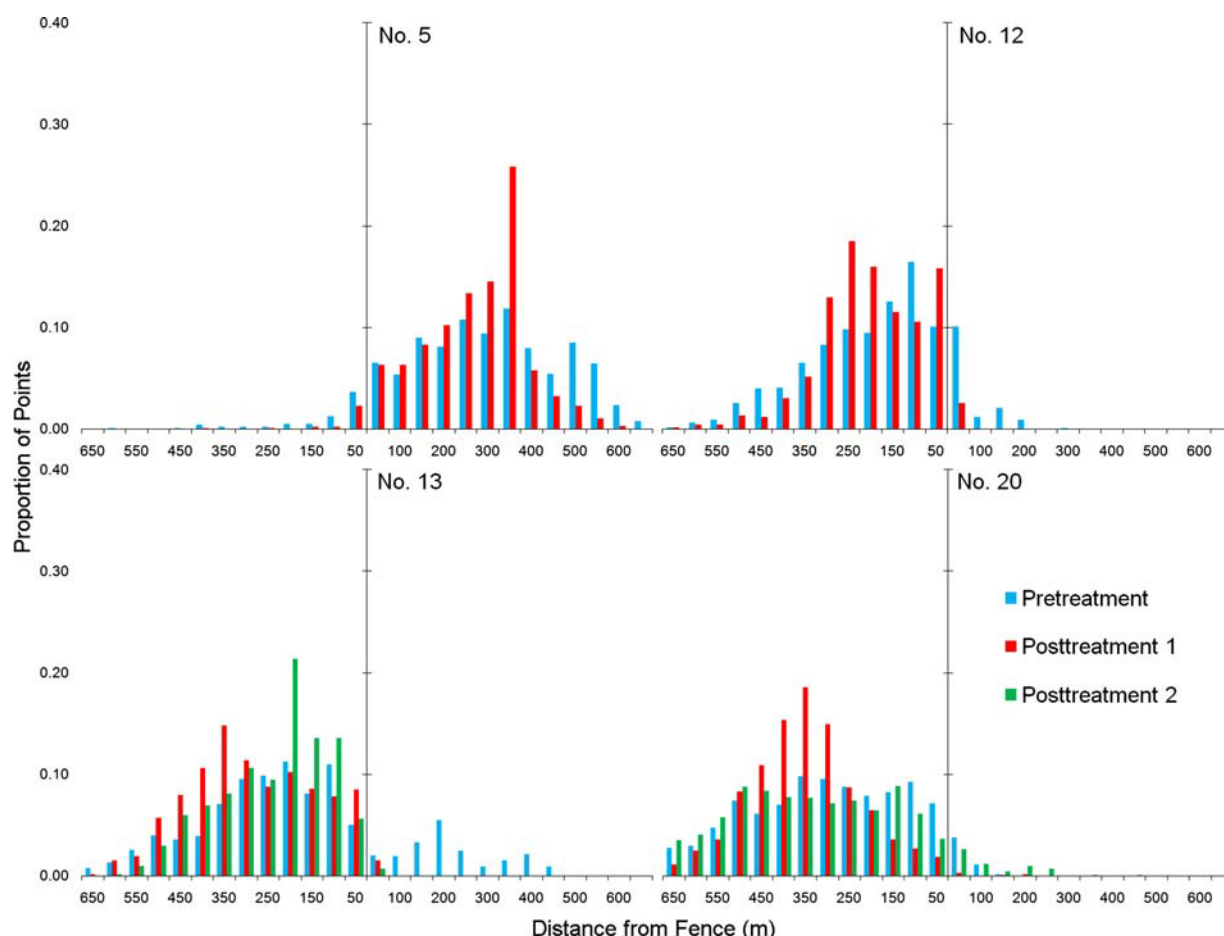 0.40
No. 5
No. 12
0.30
0.20
0.10
0.00
650 550 450 350 250 150 50 100 200 300 400 500 600 650 550 450 350 250 150 50 100 200 300 400 500 600
Proportion of Points
0.40
No. 13
No. 20
0.30
Pretreatment
Posttreatment 1
0.20
Posttreatment 2
0.10
0.00
650 550 450 350 250 150 50 100 200 300 400 500 600 650 550 450 350 250 150 50 100 200 300 400 500 600
Distance from Fence (m)